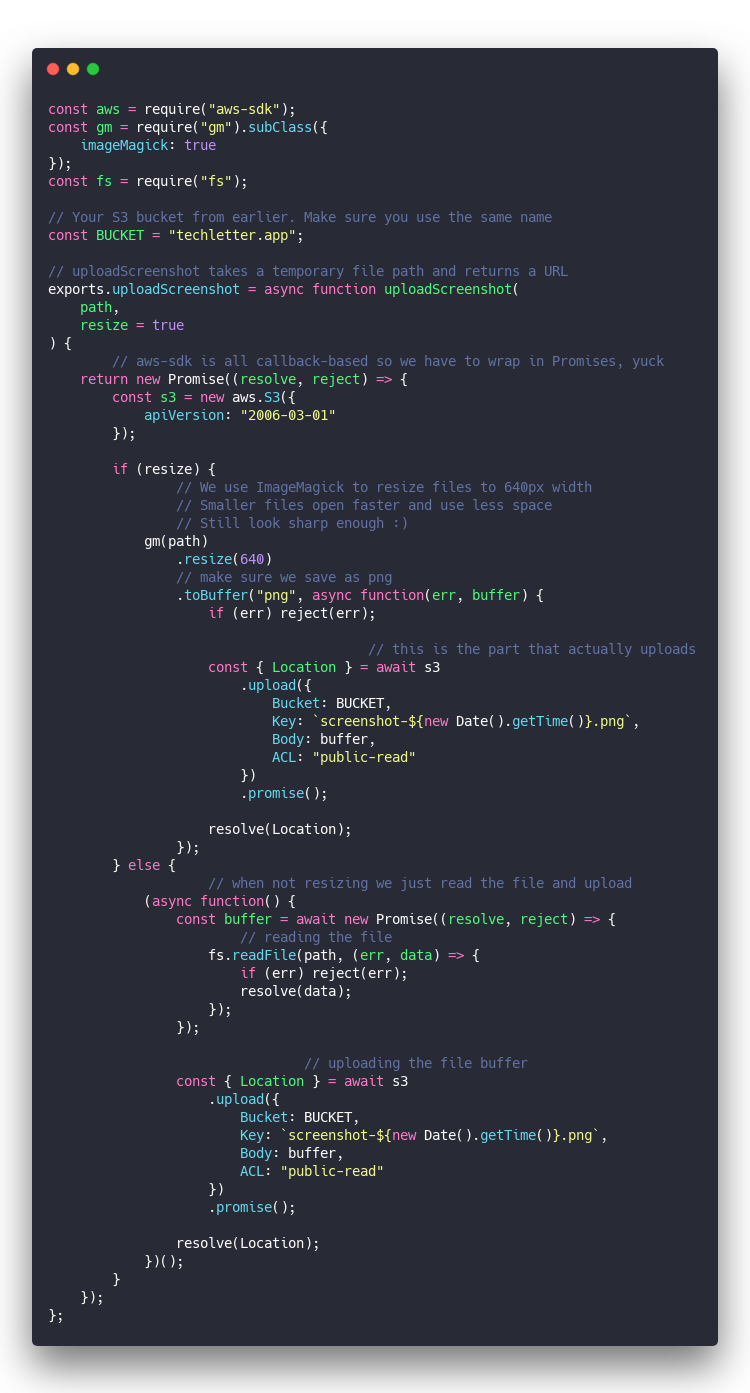 const aws = require("aws-sdk");
const gm = require("gm").subClass({
    imageMagick: true
});
const fs = require("fs");

// Your S3 bucket from earlier. Make sure you use the same name
const BUCKET = "techletter.app";

// uploadScreenshot takes a temporary file path and returns a URL
exports.uploadScreenshot = async function uploadScreenshot(
    path,
    resize = true
) {
        // aws-sdk is all callback-based so we have to wrap in Promises, yuck
    return new Promise((resolve, reject) => {
        const s3 = new aws.S3({
            apiVersion: "2006-03-01"
        });

        if (resize) {
                // We use ImageMagick to resize files to 640px width
                // Smaller files open faster and use less space
                // Still look sharp enough :)
            gm(path)
                .resize(640)
                // make sure we save as png
                .toBuffer("png", async function(err, buffer) {
                    if (err) reject(err);

                                        // this is the part that actually uploads
                    const { Location } = await s3
                        .upload({
                            Bucket: BUCKET,
                            Key: `screenshot-${new Date().getTime()}.png`,
                            Body: buffer,
                            ACL: "public-read"
                        })
                        .promise();

                    resolve(Location);
                });
        } else {
                    // when not resizing we just read the file and upload
            (async function() {
                const buffer = await new Promise((resolve, reject) => {
                        // reading the file
                    fs.readFile(path, (err, data) => {
                        if (err) reject(err);
                        resolve(data);
                    });
                });

                                // uploading the file buffer
                const { Location } = await s3
                    .upload({
                        Bucket: BUCKET,
                        Key: `screenshot-${new Date().getTime()}.png`,
                        Body: buffer,
                        ACL: "public-read"
                    })
                    .promise();

                resolve(Location);
            })();
        }
    });
};